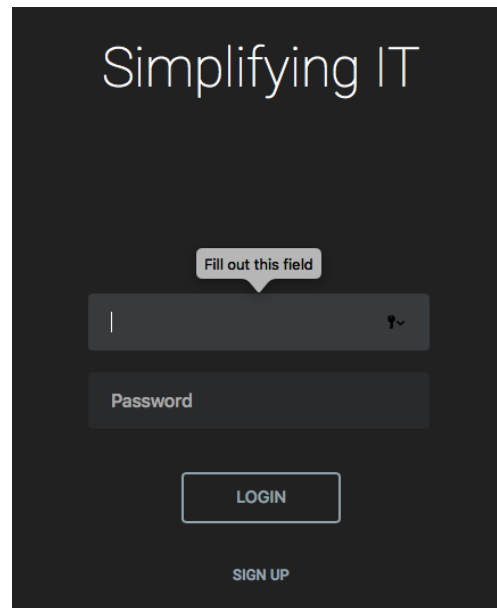 Simplifying IT
Fill out this field
Password
LOGIN
SIGN UP